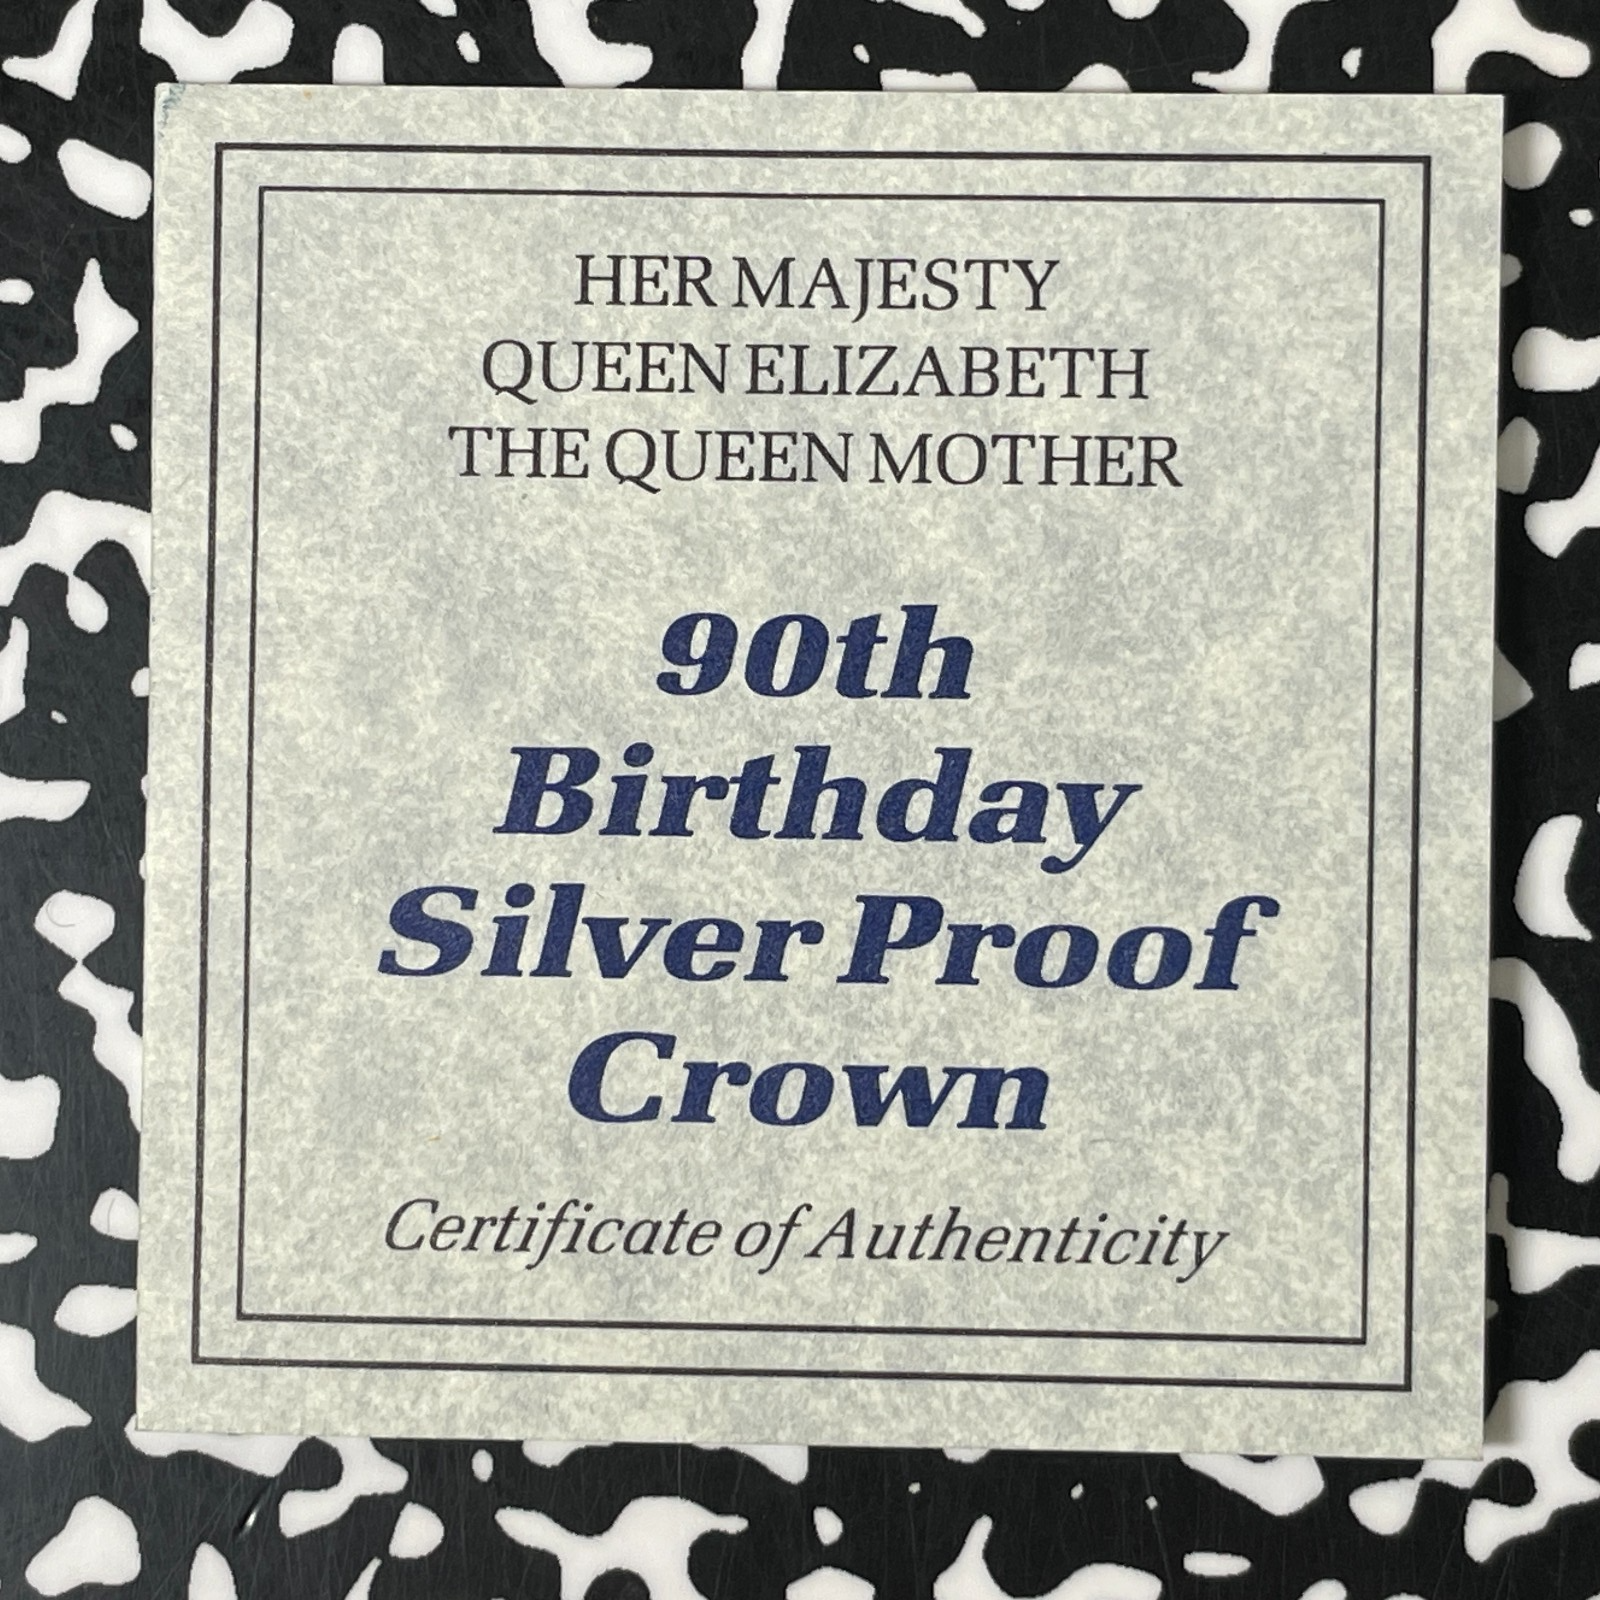 HER MAJESTY
QUEEN ELIZABETH
THE QUEEN MOTHER
90th
Birthday
Silver Proof
Crown
Certificate of Authenticity